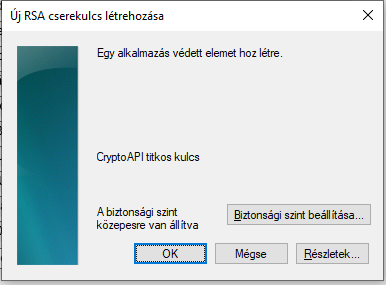 Új RSA cserekulcs létrehozása
Egy alkalmazás védett elemet hoz létre.
CryptoAPI titkos kulcs
A biztonsági szint
közepesre van állítva
Biztonsági szint beállítása...
OK
Mégse
Részletek...